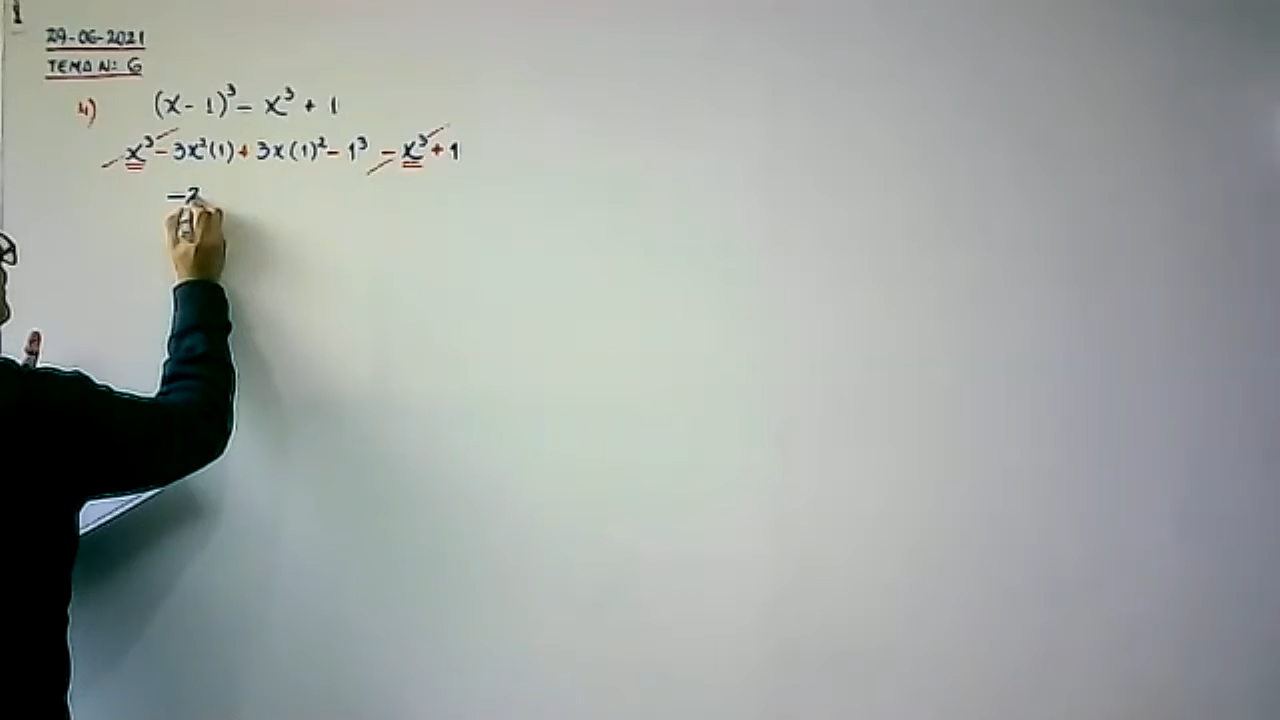 29-06-2021
TEMA N: 6
4) (x - 1)³ - x³ + 1
x³ - 3x²(1) + 3x(1)² - 1³ - x³ + 1